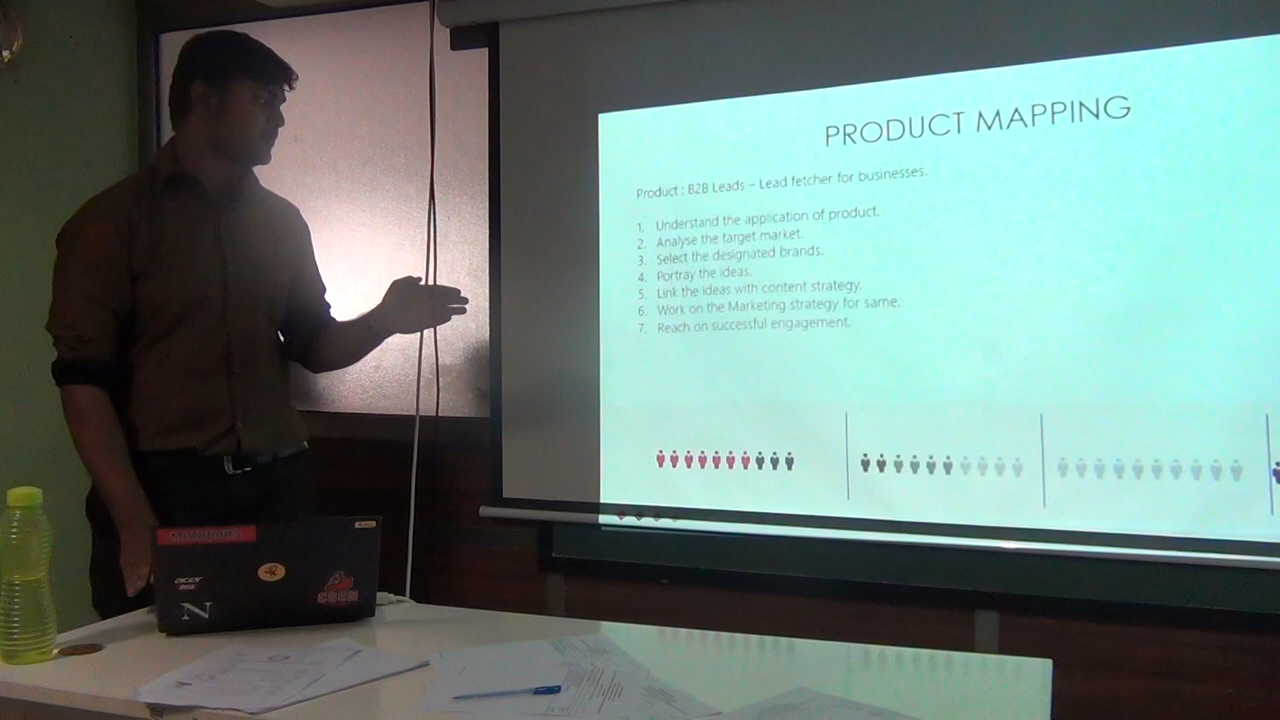 PRODUCT MAPPING
Product : B2B Leads – Lead fetcher for businesses.
1. Understand the application of product.
2. Analyse the target market.
3. Select the designated brands.
4. Portray the ideas.
5. Link the ideas with content strategy.
6. Work on the Marketing strategy for same.
7. Reach on successful engagement.
acer
N